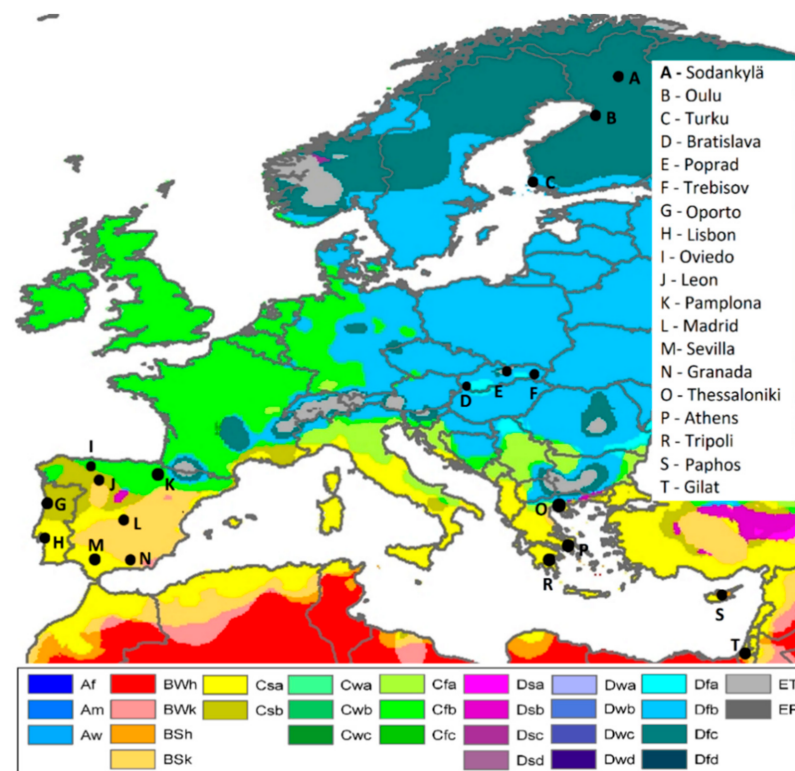 A - Sodankylä
B - Oulu
C - Turku
D - Bratislava
E - Poprad
F - Trebisov
G - Oporto
H - Lisbon
I - Oviedo
J - Leon
K - Pamplona
L - Madrid
M- Sevilla
N - Granada
O - Thessaloniki
P - Athens
R - Tripoli
S - Paphos
T - Gilat
A
B
C
D
E
F
I
J
K
G
L
H
M
N
O
P
R
S
T
Af BWh Csa Cwa Cfa Dsa Dwa Dfa ET
Am BWk Csb Cwb Cfb Dsb Dwb Dfb
Aw BSh Cwc Cfc Dsc Dwc Dfc
BSk Dsd Dwd Dfd